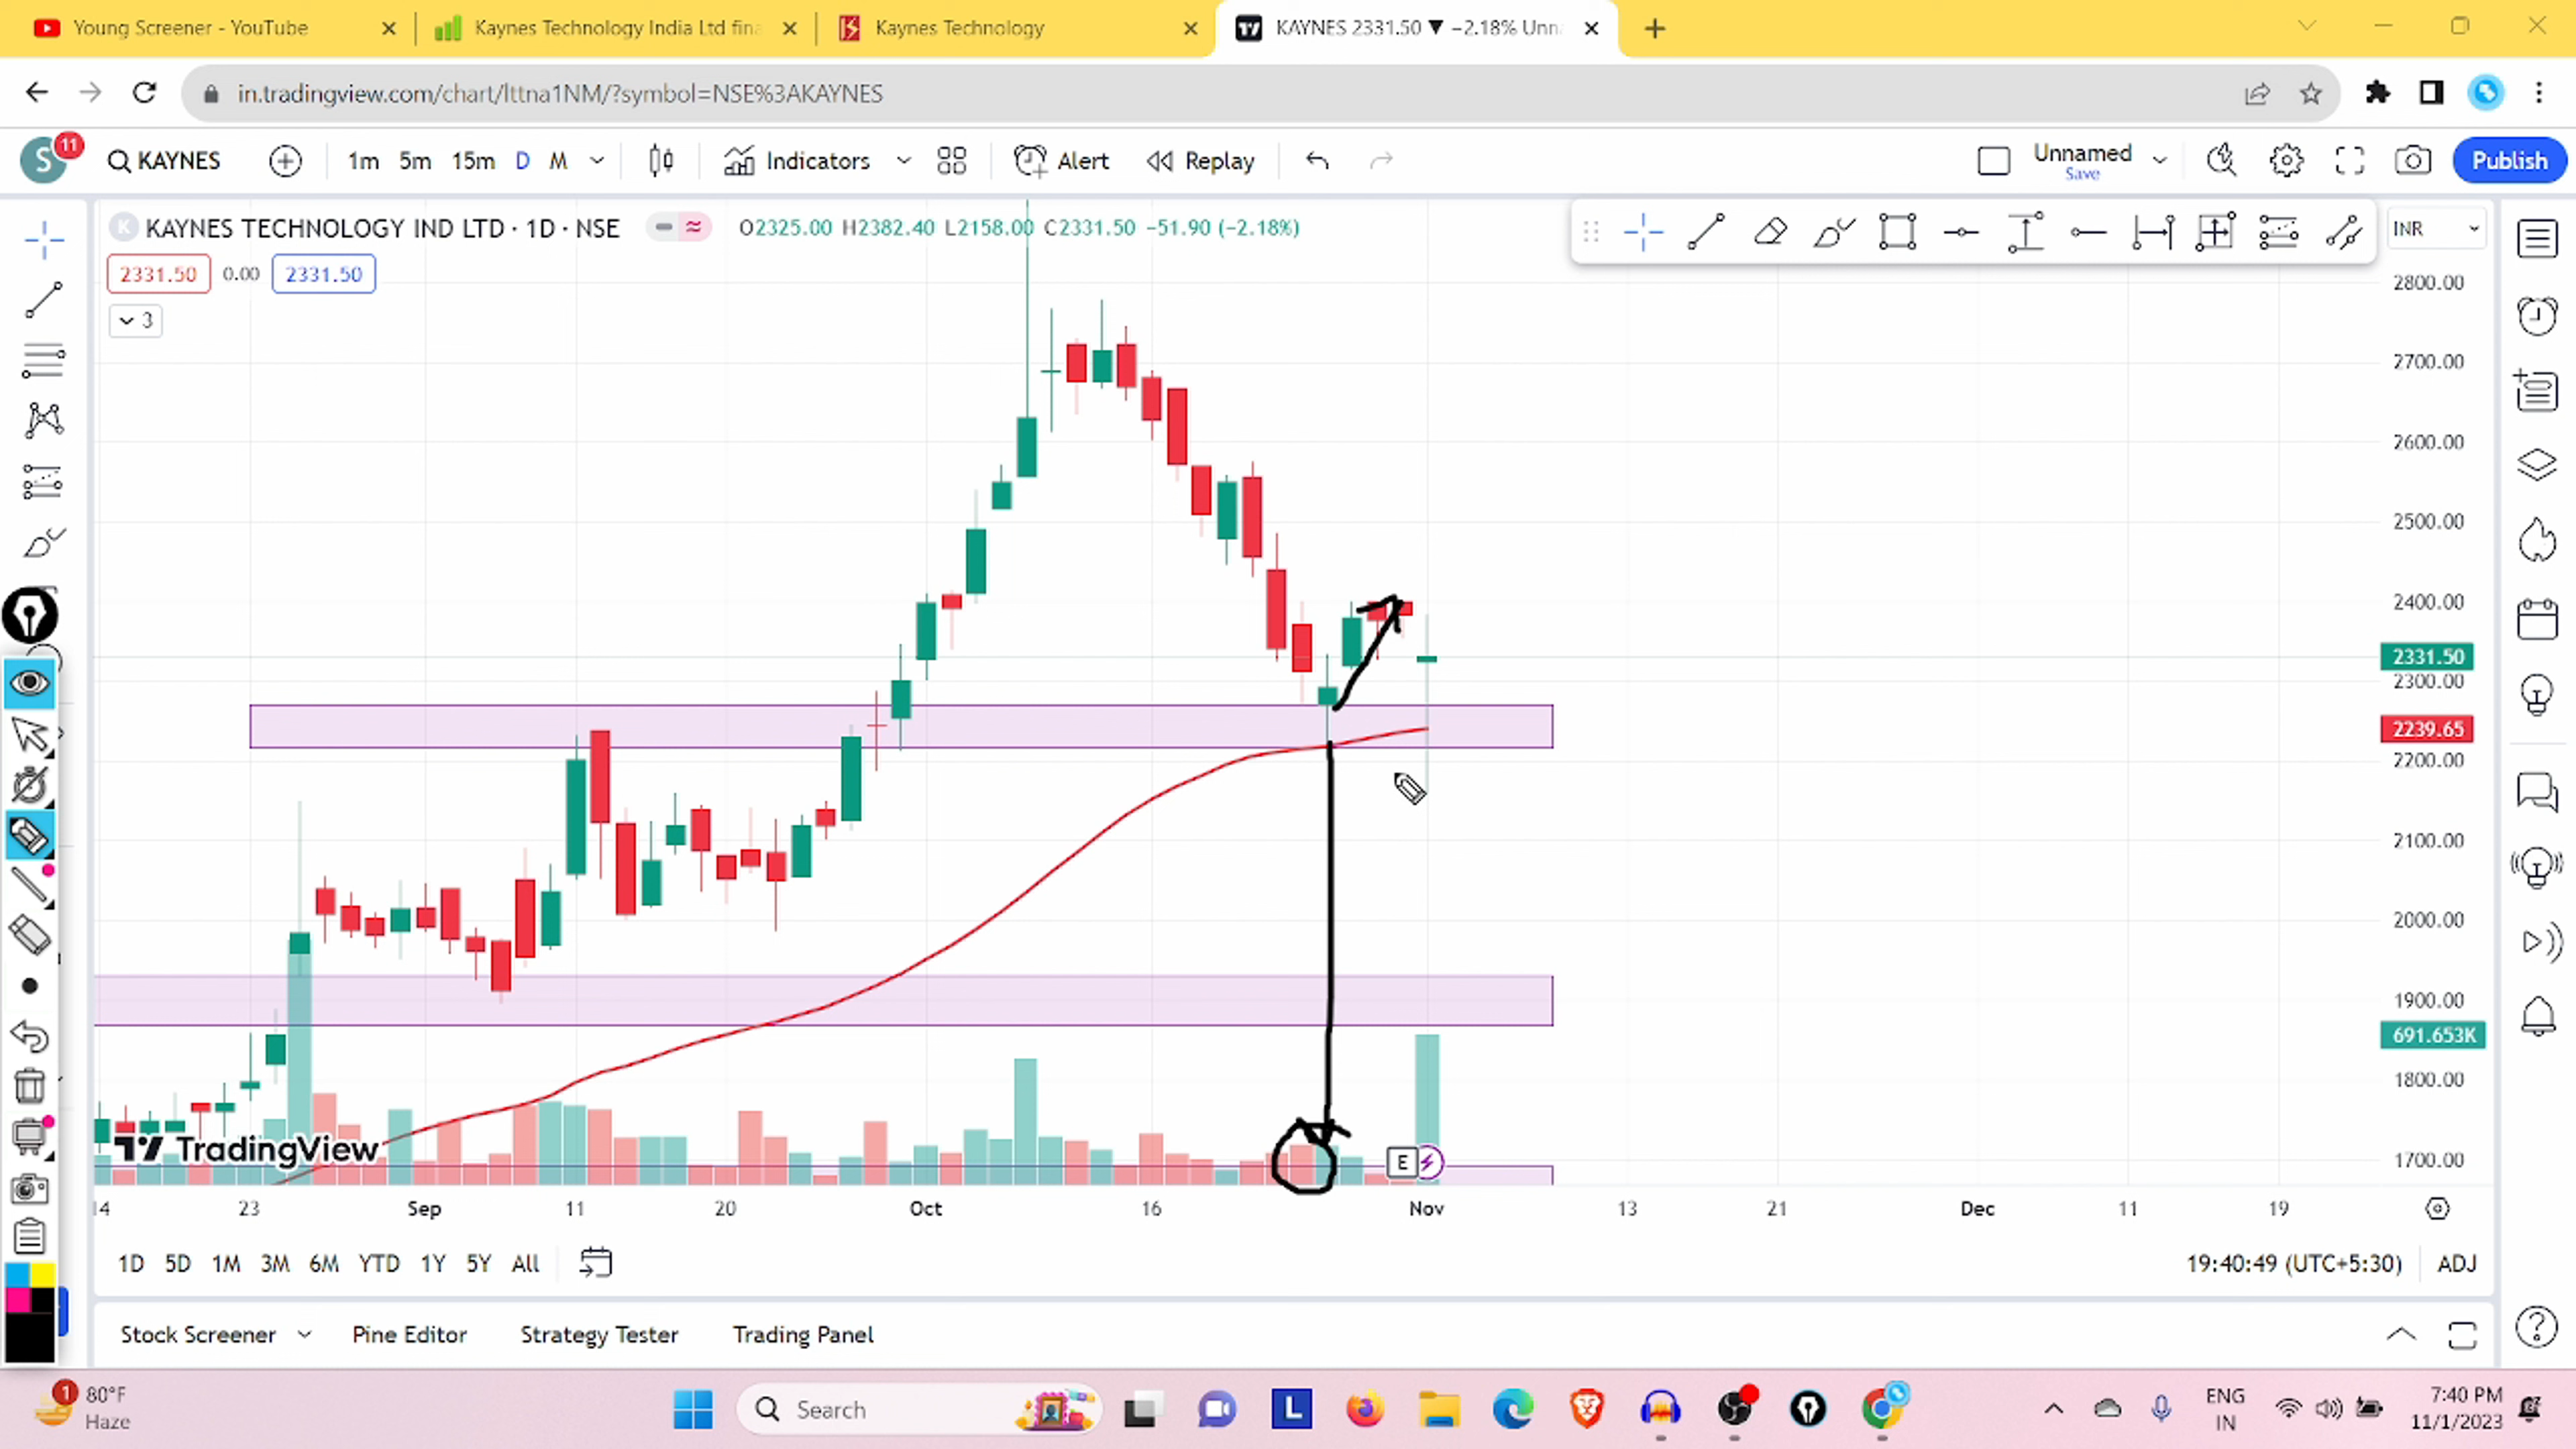 Young Screener - YouTube
Kaynes Technology India Ltd fina
Kaynes Technology
KAYNES 2331.50 ▼ −2.18% Unna
in.tradingview.com/chart/lttna1NM/?symbol=NSE%3AKAYNES
S
11
KAYNES
1m 5m 15m D M
Indicators
Alert
Replay
Unnamed
Save
Publish
K
KAYNES TECHNOLOGY IND LTD · 1D · NSE
O2325.00 H2382.40 L2158.00 C2331.50 −51.90 (−2.18%)
INR
2331.50 0.00 2331.50
3
2800.00
2700.00
2600.00
2500.00
2400.00
2331.50
2300.00
2239.65
2200.00
2100.00
2000.00
1900.00
691.653K
1800.00
1700.00
TradingView
E
14 23 Sep 11 20 Oct 16 Nov 13 21 Dec 11 19
1D 5D 1M 3M 6M YTD 1Y 5Y All
19:40:49 (UTC+5:30) ADJ
Stock Screener Pine Editor Strategy Tester Trading Panel
1
80°F
Haze
Search
L
ENG
IN
7:40 PM
11/1/2023